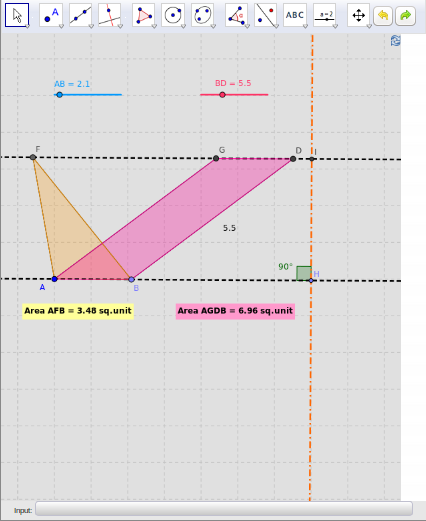 A
ABC
a=2
AB = 2.1
BD = 5.5
F
G
D
I
5.5
90°
H
A
B
Area AFB = 3.48 sq.unit
Area AGDB = 6.96 sq.unit
Input: